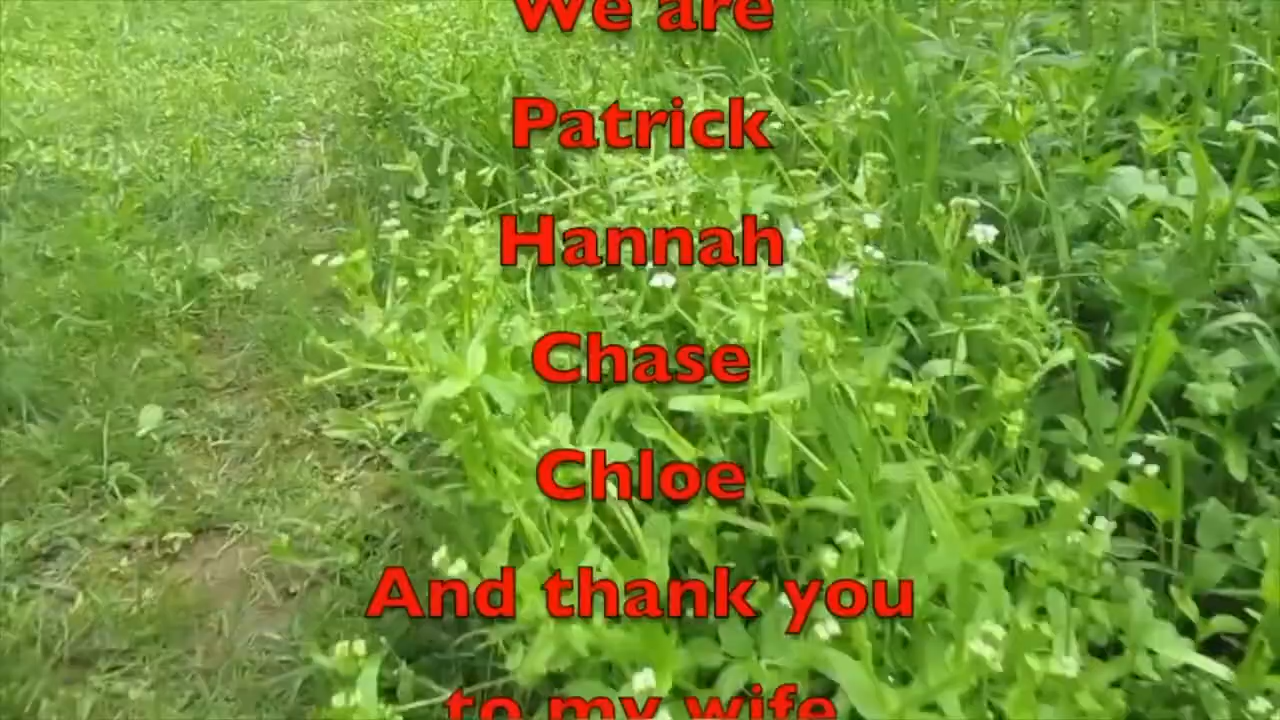 We are
Patrick
Hannah
Chase
Chloe
And thank you
to my wife